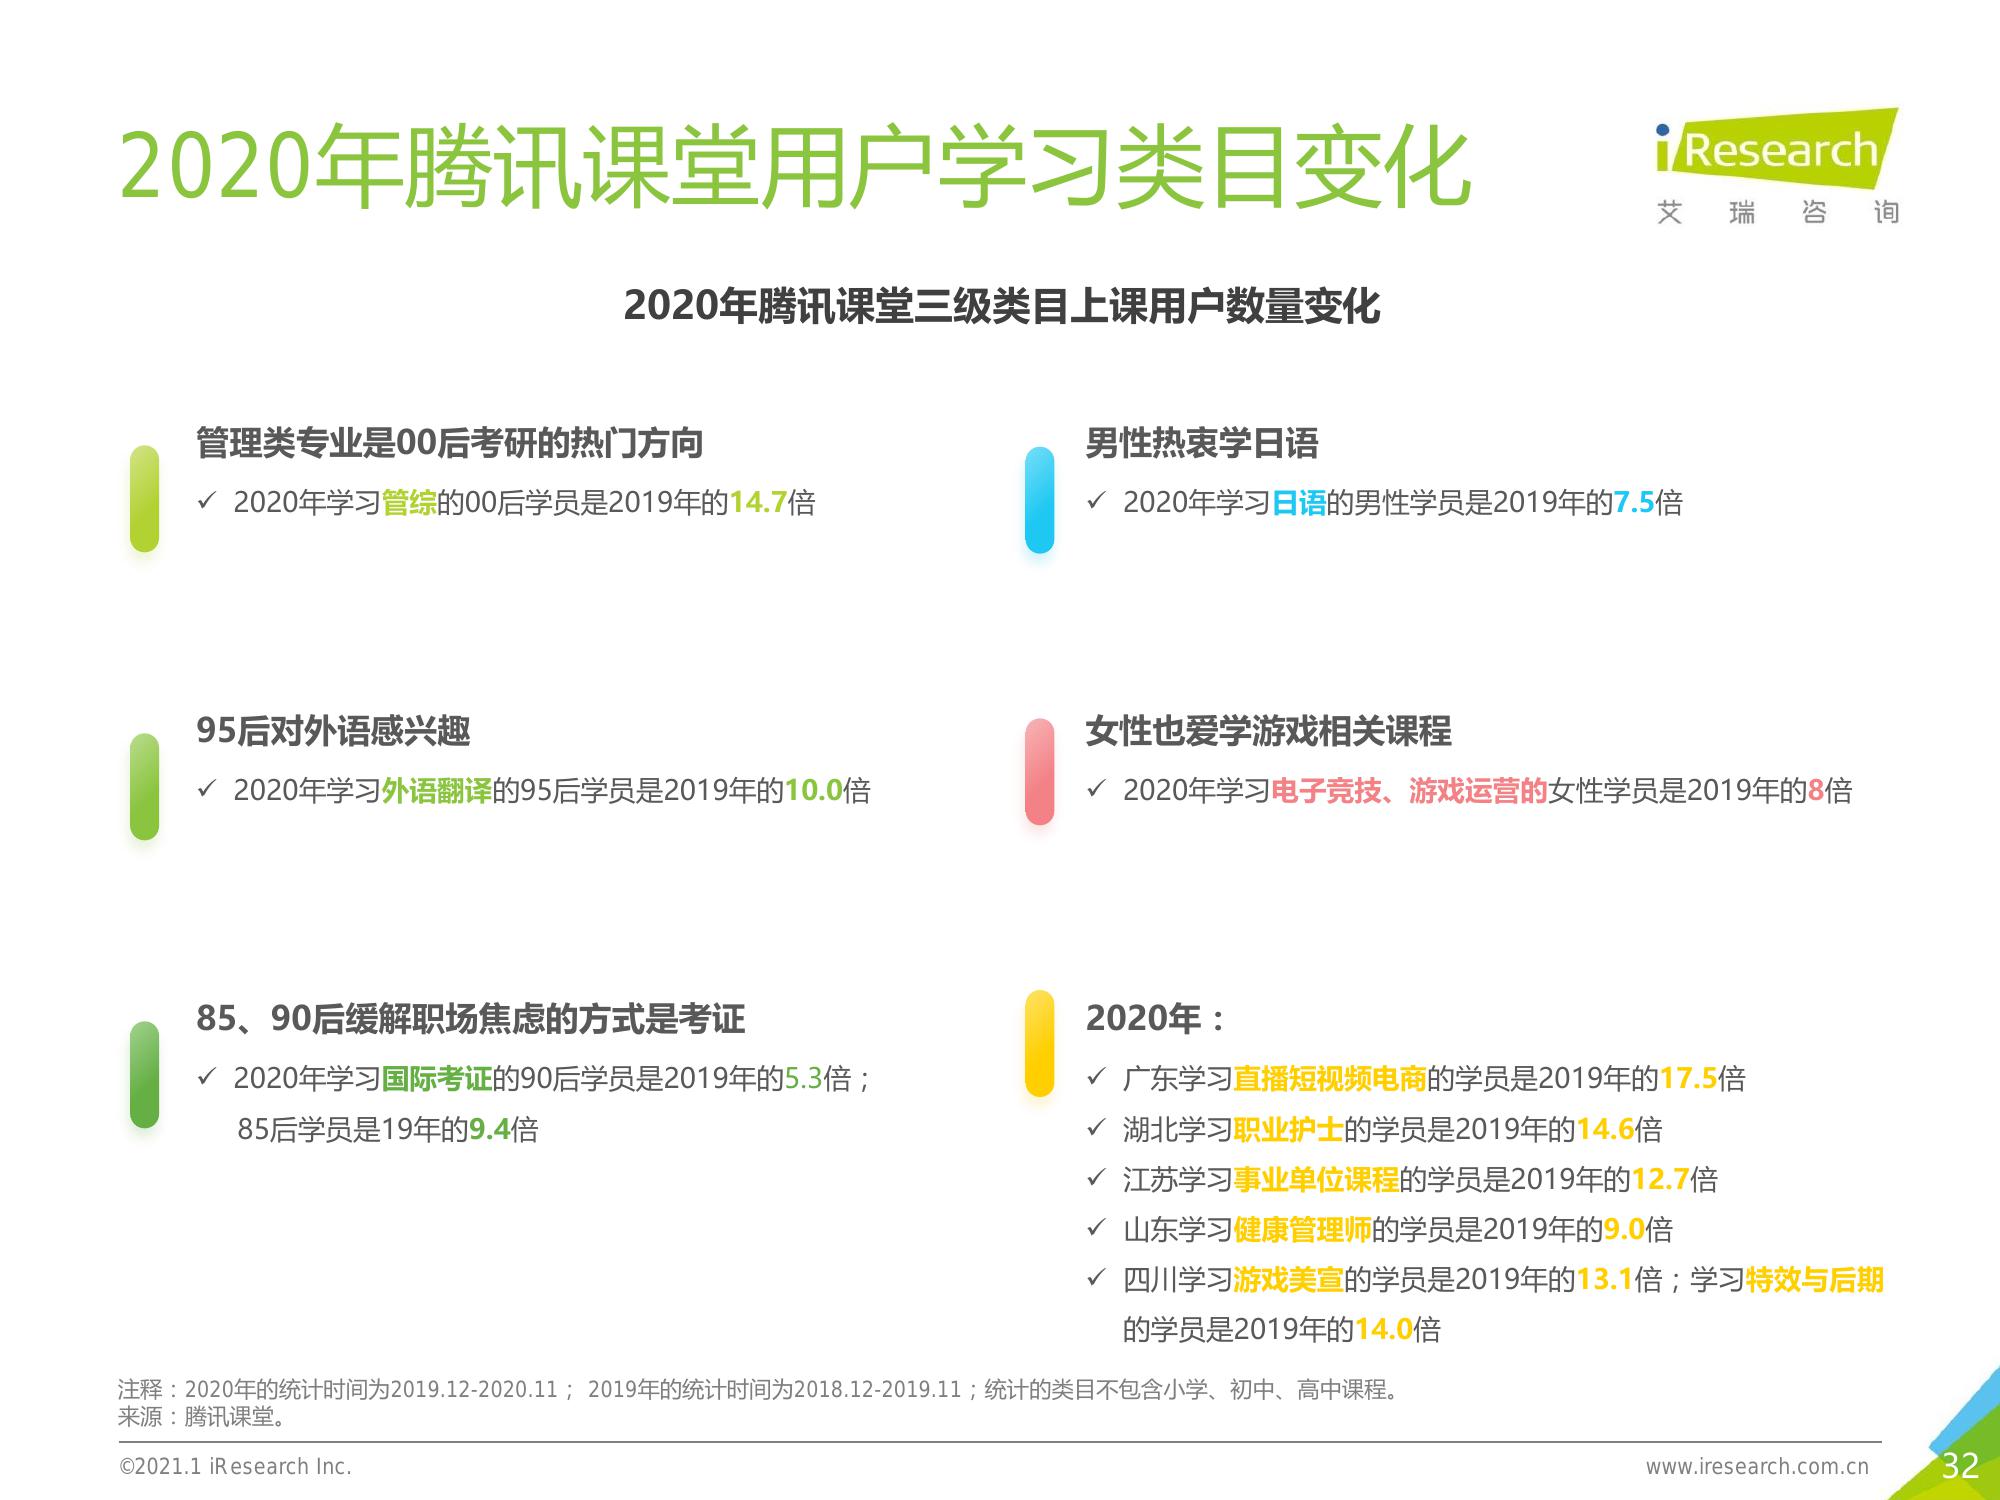 2020年腾讯课堂用户学习类目变化
iResearch
艾瑞咨询
2020年腾讯课堂三级类目上课用户数量变化
管理类专业是00后考研的热门方向
✓ 2020年学习管综的00后学员是2019年的14.7倍
95后对外语感兴趣
✓ 2020年学习外语翻译的95后学员是2019年的10.0倍
85、90后缓解职场焦虑的方式是考证
✓ 2020年学习国际考证的90后学员是2019年的5.3倍；
85后学员是19年的9.4倍
男性热衷学日语
✓ 2020年学习日语的男性学员是2019年的7.5倍
女性也爱学游戏相关课程
✓ 2020年学习电子竞技、游戏运营的女性学员是2019年的8倍
2020年：
✓ 广东学习直播短视频电商的学员是2019年的17.5倍
✓ 湖北学习职业护士的学员是2019年的14.6倍
✓ 江苏学习事业单位课程的学员是2019年的12.7倍
✓ 山东学习健康管理师的学员是2019年的9.0倍
✓ 四川学习游戏美宣的学员是2019年的13.1倍；学习特效与后期
的学员是2019年的14.0倍
注释：2020年的统计时间为2019.12-2020.11； 2019年的统计时间为2018.12-2019.11；统计的类目不包含小学、初中、高中课程。
来源：腾讯课堂。
©2021.1 iResearch Inc.
www.iresearch.com.cn
32